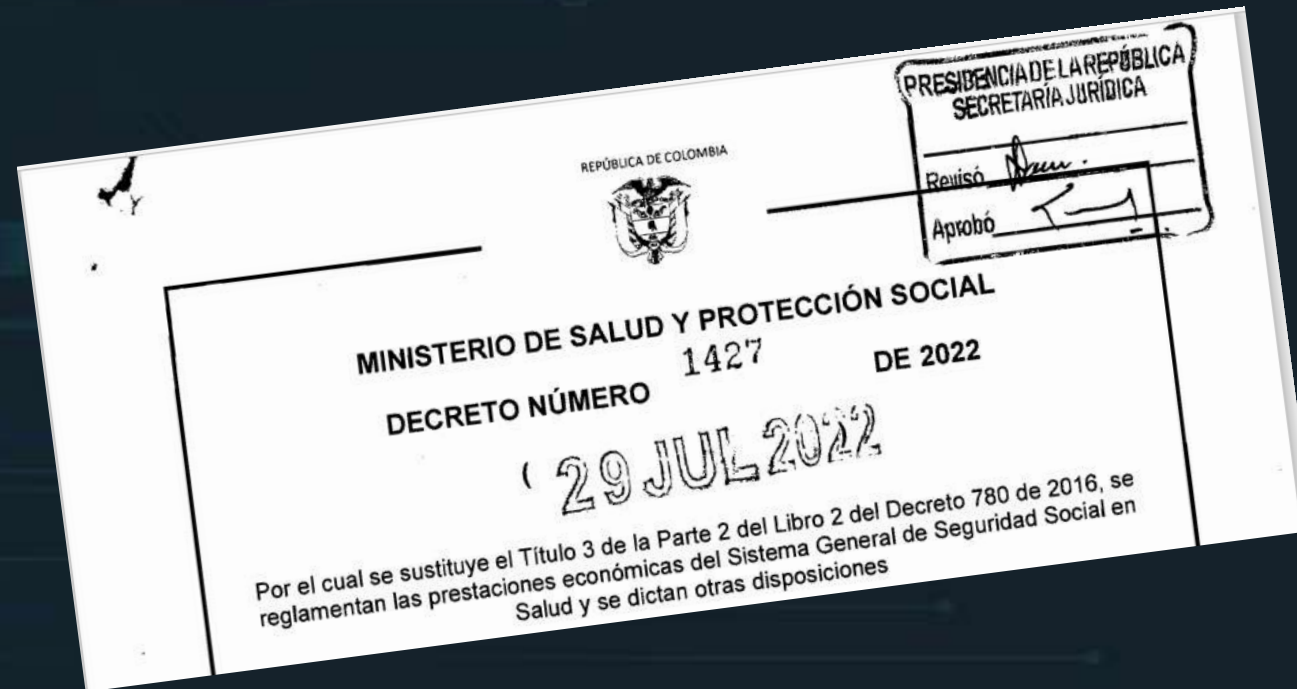 PRESIDENCIA DE LA REPÚBLICA
SECRETARÍA JURÍDICA
Revisó
Aprobó
REPÚBLICA DE COLOMBIA
MINISTERIO DE SALUD Y PROTECCIÓN SOCIAL
DECRETO NÚMERO 1427 DE 2022
( 29 JUL 2022
Por el cual se sustituye el Título 3 de la Parte 2 del Libro 2 del Decreto 780 de 2016, se
reglamentan las prestaciones económicas del Sistema General de Seguridad Social en
Salud y se dictan otras disposiciones